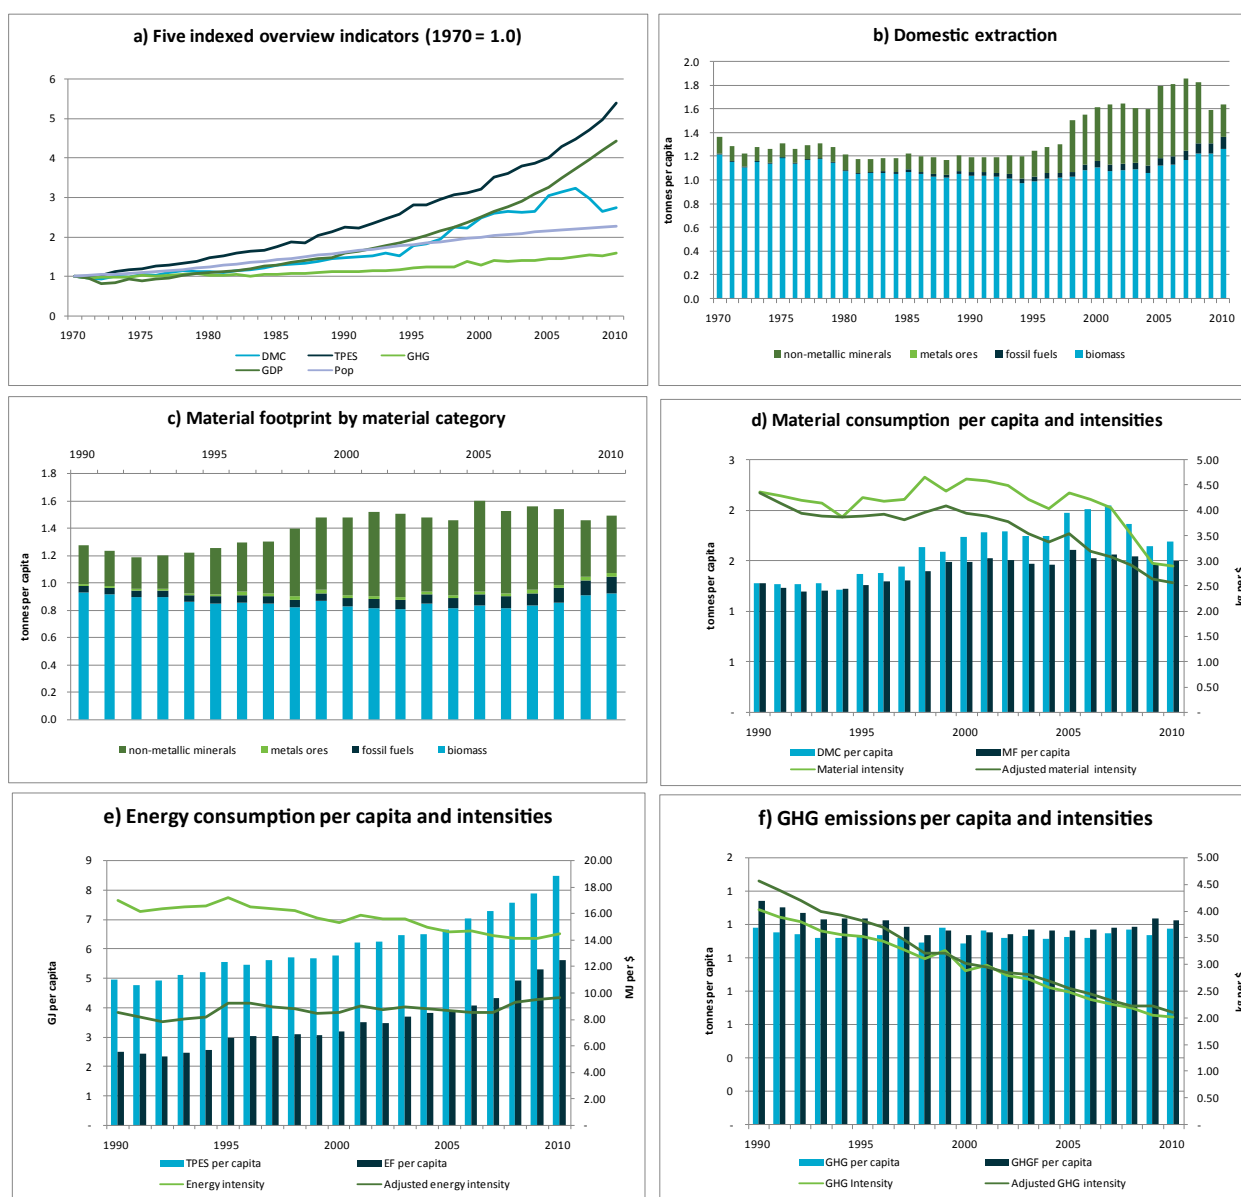 a) Five indexed overview indicators (1970 = 1.0)
6
5
4
3
2
1
0
1970 1975 1980 1985 1990 1995 2000 2005 2010
DMC TPES GHG
GDP Pop
b) Domestic extraction
tonnes per capita
2.0
1.8
1.6
1.4
1.2
1.0
0.8
0.6
0.4
0.2
0.0
1970 1975 1980 1985 1990 1995 2000 2005 2010
non-metallic minerals metals ores fossil fuels biomass
c) Material footprint by material category
1990 1995 2000 2005 2010
tonnes per capita
1.8
1.6
1.4
1.2
1.0
0.8
0.6
0.4
0.2
0.0
non-metallic minerals metals ores fossil fuels biomass
d) Material consumption per capita and intensities
tonnes per capita
3
2
2
1
1
-
5.00
4.50
4.00
3.50
3.00
2.50
2.00
1.50
1.00
0.50
-
kg per $
1990 1995 2000 2005 2010
DMC per capita MF per capita
Material intensity Adjusted material intensity
e) Energy consumption per capita and intensities
GJ per capita
9
8
7
6
5
4
3
2
1
-
20.00
18.00
16.00
14.00
12.00
10.00
8.00
6.00
4.00
2.00
-
MJ per $
1990 1995 2000 2005 2010
TPES per capita EF per capita
Energy intensity Adjusted energy intensity
f) GHG emissions per capita and intensities
tonnes per capita
2
1
1
1
1
1
0
0
-
5.00
4.50
4.00
3.50
3.00
2.50
2.00
1.50
1.00
0.50
-
kg per $
1990 1995 2000 2005 2010
GHG per capita GHGF per capita
GHG Intensity Adjusted GHG intensity